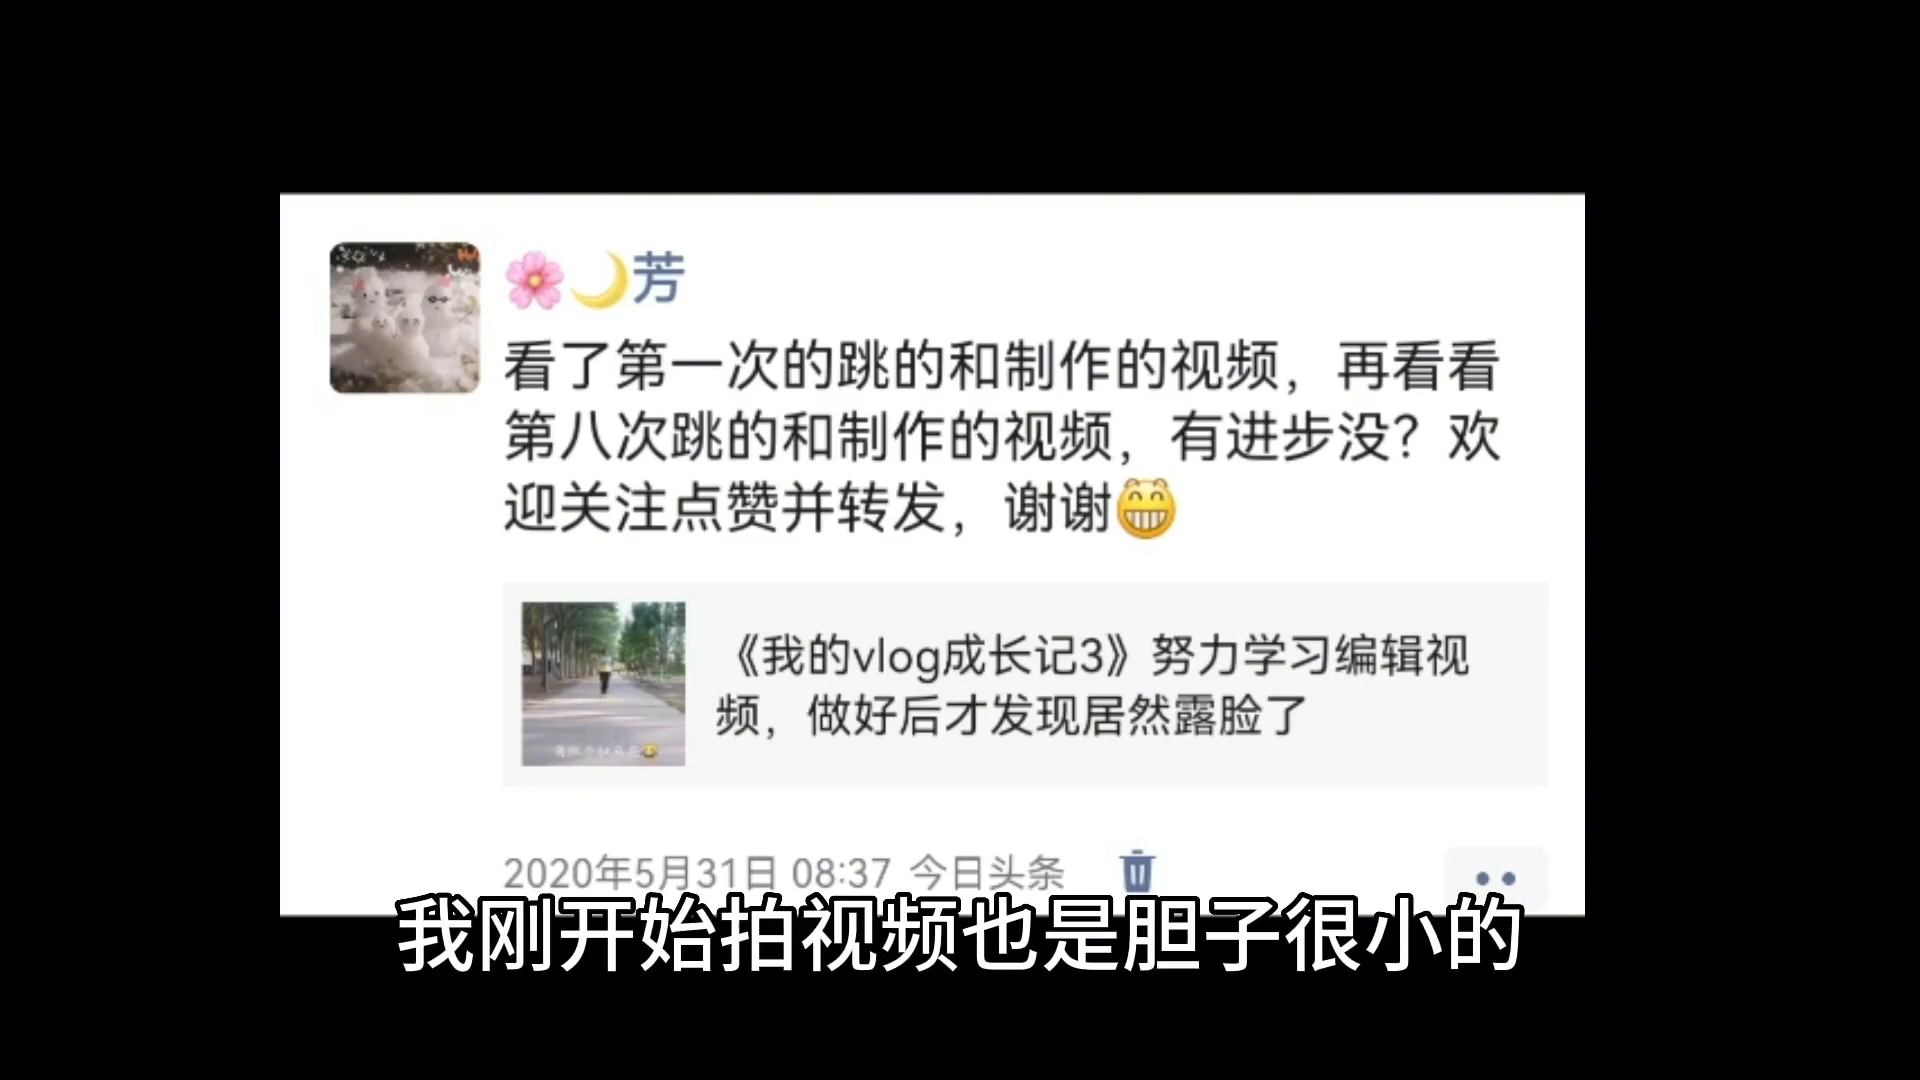 🌸🌙芳
看了第一次的跳的和制作的视频，再看看
第八次跳的和制作的视频，有进步没？欢
迎关注点赞并转发，谢谢😁
《我的vlog成长记3》努力学习编辑视
频，做好后才发现居然露脸了
2020年5月31日 08:37 今日头条
我刚开始拍视频也是胆子很小的